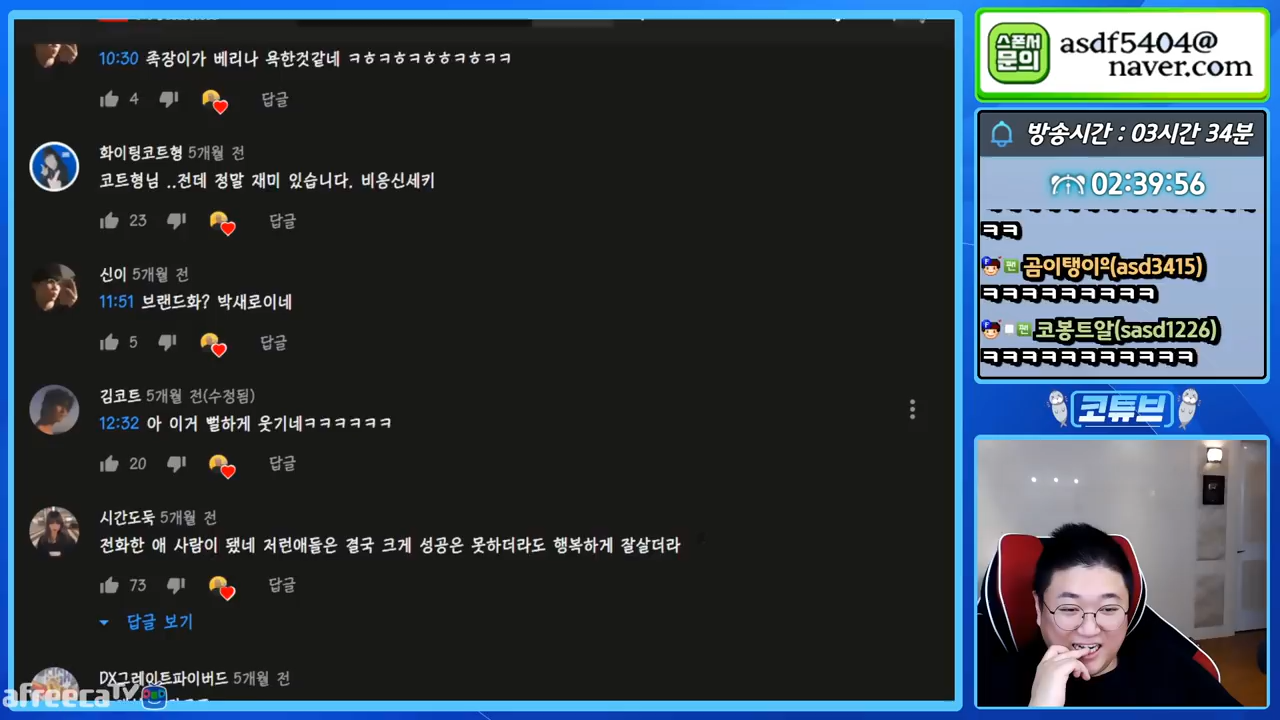 10:30 족장이가 베리나 욕한것같네 ㅋㅎㅋㅎㅋㅎㅎㅋㅎㅋㅋ
4
답글
화이팅코트형 5개월 전
코트형님 ..전데 정말 재미 있습니다. 비응신세키
23
답글
신이 5개월 전
11:51 브랜드화? 박새로이네
5
답글
김코트 5개월 전(수정됨)
12:32 아 이거 뻘하게 웃기네ㅋㅋㅋㅋㅋㅋ
20
답글
시간도둑 5개월 전
전화한 애 사람이 됐네 저런애들은 결국 크게 성공은 못하더라도 행복하게 잘살더라
73
답글
답글 보기
DX그레이트파이버드 5개월 전
afreecaTV
스폰서
문의
asdf5404@
naver.com
방송시간 : 03시간 34분
02:39:56
ㅋㅋ
팬 곰이탱이º(asd3415)
ㅋㅋㅋㅋㅋㅋㅋㅋㅋ
팬 코봉트알(sasd1226)
ㅋㅋㅋㅋㅋㅋㅋㅋㅋㅋㅋ
코튜브